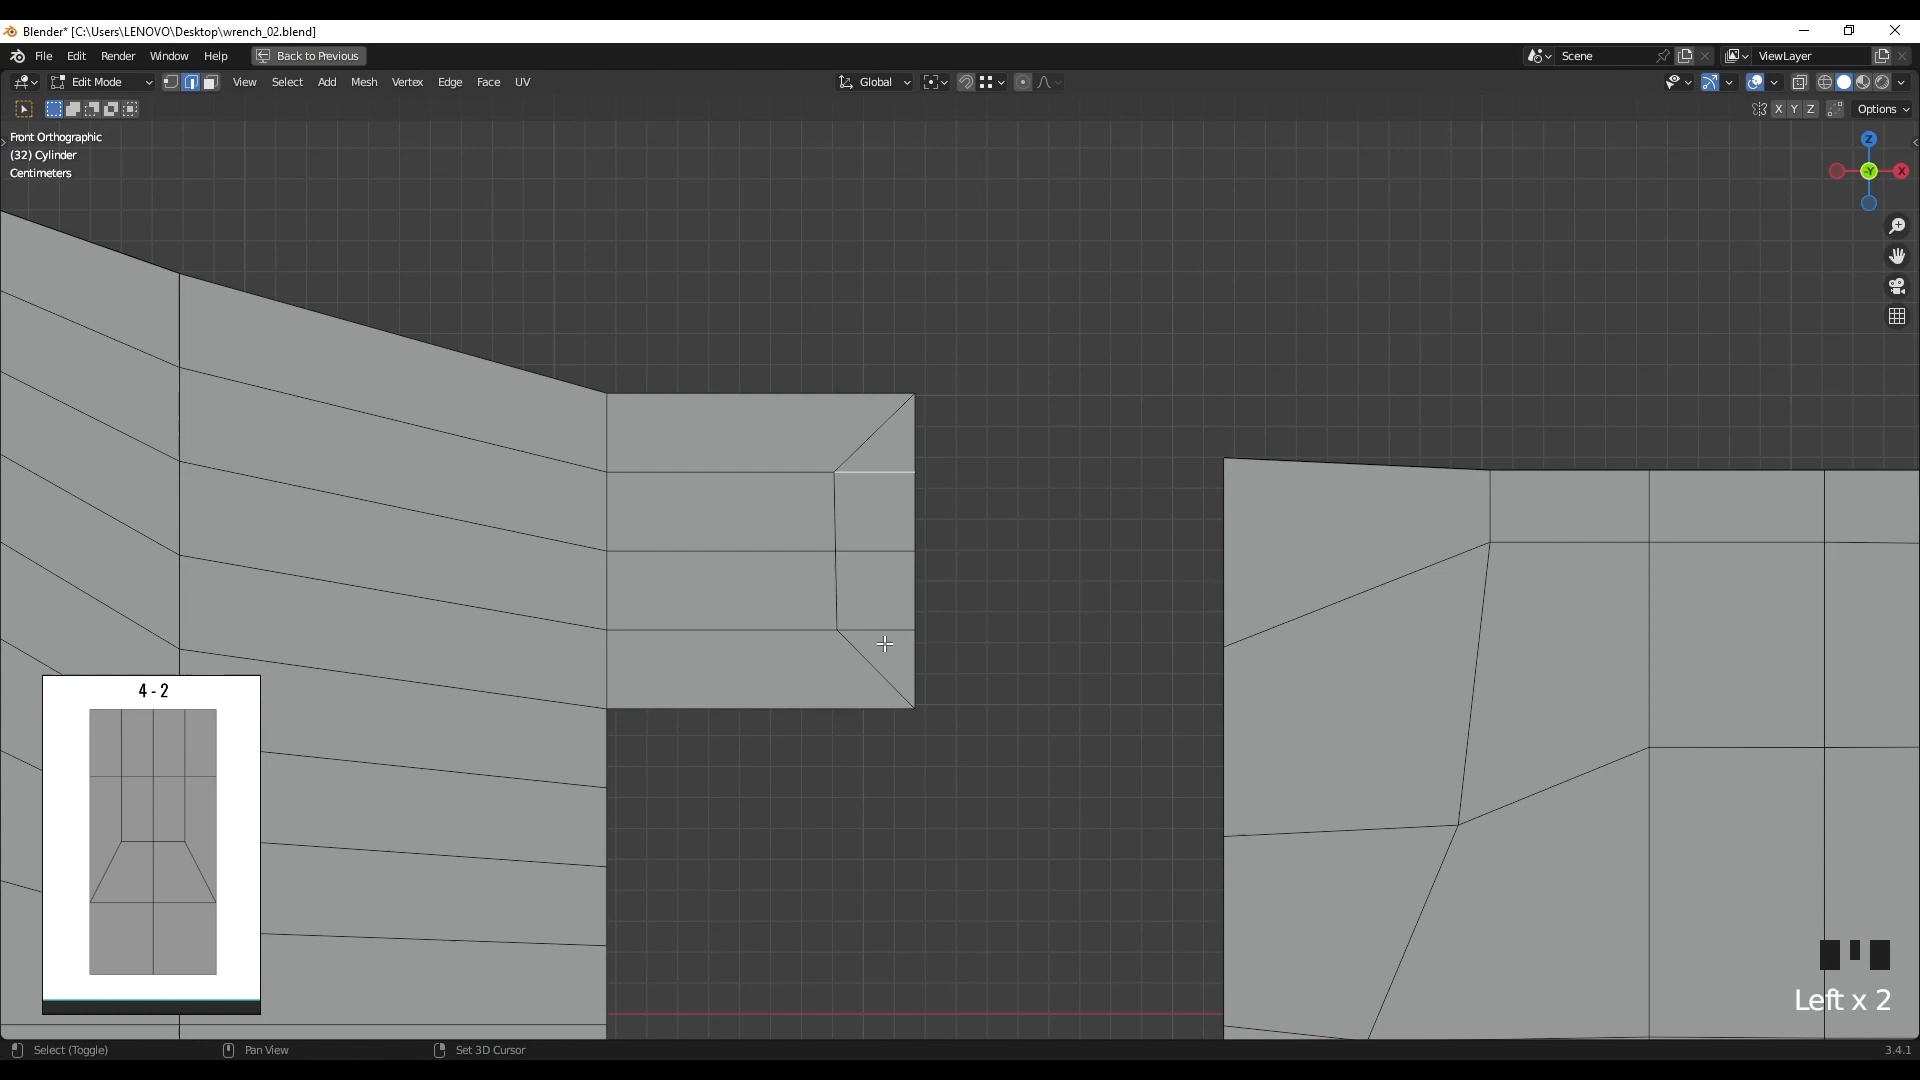 Blender* [C:\Users\LENOVO\Desktop\wrench_02.blend]
File Edit Render Window Help Back to Previous Scene ViewLayer
Edit Mode View Select Add Mesh Vertex Edge Face UV Global
X Y Z Options
Front Orthographic
(32) Cylinder
Centimeters
Z
-Y X
4 - 2
Left x 2
Select (Toggle) Pan View Set 3D Cursor 3.4.1